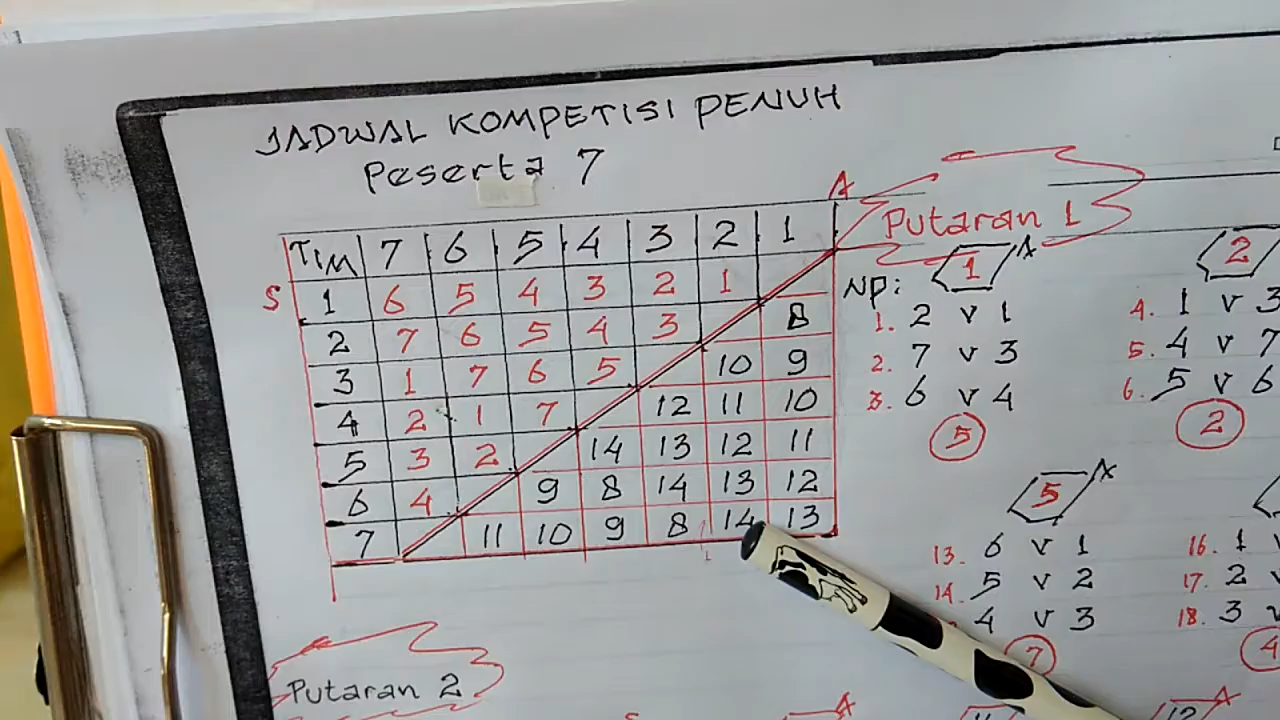 JADWAL KOMPETISI PENUH
Peserta 7
A
TIM 7 6 5 4 3 2 1
S
1 6 5 4 3 2 1
2 7 6 5 4 3 8
3 1 7 6 5 10 9
4 2 1 7 12 11 10
5 3 2 14 13 12 11
6 4 9 8 14 13 12
7 11 10 9 8 14 13
Putaran 1
NP: 1 A
1. 2 v 1
2. 7 v 3
3. 6 v 4
5
2
4. 1 v 3
5. 4 v 7
6. 5 v 6
2
5 A
13. 6 v 1
14. 5 v 2
4 v 3
7
16. 1 v
17. 2 v
18. 3 v
4
Putaran 2
A
A
12 A